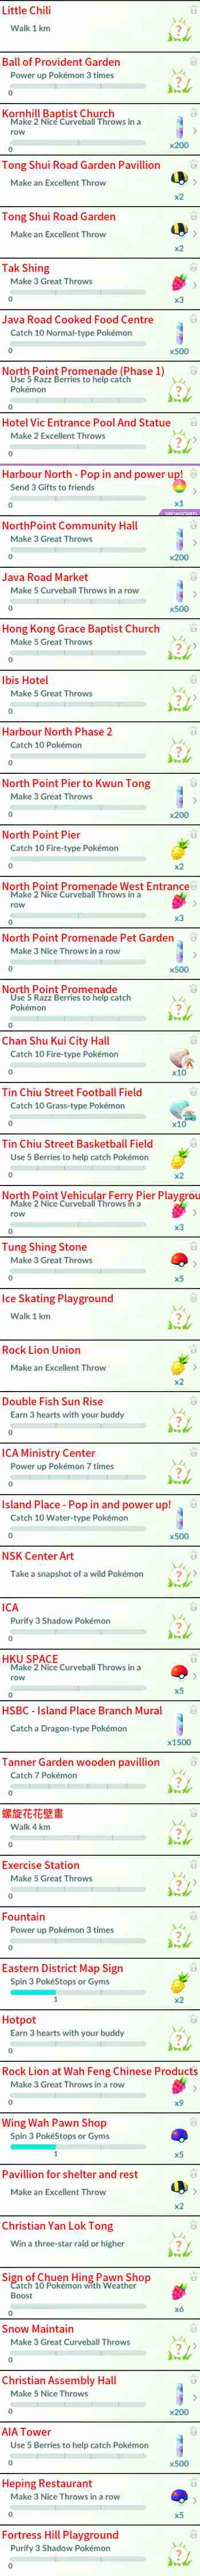 Little Chili
Walk 1 km
Ball of Provident Garden
Power up Pokémon 3 times
0
Kornhill Baptist Church
Make 2 Nice Curveball Throws in a
row
x200
0
Tong Shui Road Garden Pavillion
Make an Excellent Throw
x2
Tong Shui Road Garden
Make an Excellent Throw
x2
Tak Shing
Make 3 Great Throws
0
x3
Java Road Cooked Food Centre
Catch 10 Normal-type Pokémon
0
x500
North Point Promenade (Phase 1)
Use 5 Razz Berries to help catch
Pokémon
0
Hotel Vic Entrance Pool And Statue
Make 2 Excellent Throws
0
Harbour North - Pop in and power up!
Send 3 Gifts to friends
0
x1
NorthPoint Community Hall
Make 3 Great Throws
0
x200
Java Road Market
Make 5 Curveball Throws in a row
0
x500
Hong Kong Grace Baptist Church
Make 5 Great Throws
0
Ibis Hotel
Make 5 Great Throws
0
Harbour North Phase 2
Catch 10 Pokémon
0
North Point Pier to Kwun Tong
Make 3 Great Throws
0
x200
North Point Pier
Catch 10 Fire-type Pokémon
0
x2
North Point Promenade West Entrance
Make 2 Nice Curveball Throws in a
row
x3
0
North Point Promenade Pet Garden
Make 3 Nice Throws in a row
0
x500
North Point Promenade
Use 5 Razz Berries to help catch
Pokémon
0
Chan Shu Kui City Hall
Catch 10 Fire-type Pokémon
0
x10
Tin Chiu Street Football Field
Catch 10 Grass-type Pokémon
0
x10
Tin Chiu Street Basketball Field
Use 5 Berries to help catch Pokémon
0
x2
North Point Vehicular Ferry Pier Playgrou
Make 2 Nice Curveball Throws in a
row
x3
0
Tung Shing Stone
Make 3 Great Throws
0
x5
Ice Skating Playground
Walk 1 km
Rock Lion Union
Make an Excellent Throw
x2
Double Fish Sun Rise
Earn 3 hearts with your buddy
0
ICA Ministry Center
Power up Pokémon 7 times
0
Island Place - Pop in and power up!
Catch 10 Water-type Pokémon
0
x500
NSK Center Art
Take a snapshot of a wild Pokémon
ICA
Purify 3 Shadow Pokémon
0
HKU SPACE
Make 2 Nice Curveball Throws in a
row
x5
0
HSBC - Island Place Branch Mural
Catch a Dragon-type Pokémon
x1500
Tanner Garden wooden pavillion
Catch 7 Pokémon
0
螺旋花花壁畫
Walk 4 km
0
Exercise Station
Make 5 Great Throws
0
Fountain
Power up Pokémon 3 times
0
Eastern District Map Sign
Spin 3 PokéStops or Gyms
1
x2
Hotpot
Earn 3 hearts with your buddy
0
Rock Lion at Wah Feng Chinese Products
Make 3 Great Throws in a row
0
x9
Wing Wah Pawn Shop
Spin 3 PokéStops or Gyms
1
x5
Pavillion for shelter and rest
Make an Excellent Throw
x2
Christian Yan Lok Tong
Win a three-star raid or higher
Sign of Chuen Hing Pawn Shop
Catch 10 Pokémon with Weather
Boost
x6
0
Snow Maintain
Make 3 Great Curveball Throws
0
Christian Assembly Hall
Make 5 Nice Throws
0
x200
AIA Tower
Use 5 Berries to help catch Pokémon
0
x500
Heping Restaurant
Make 3 Nice Throws in a row
0
x5
Fortress Hill Playground
Purify 3 Shadow Pokémon
0